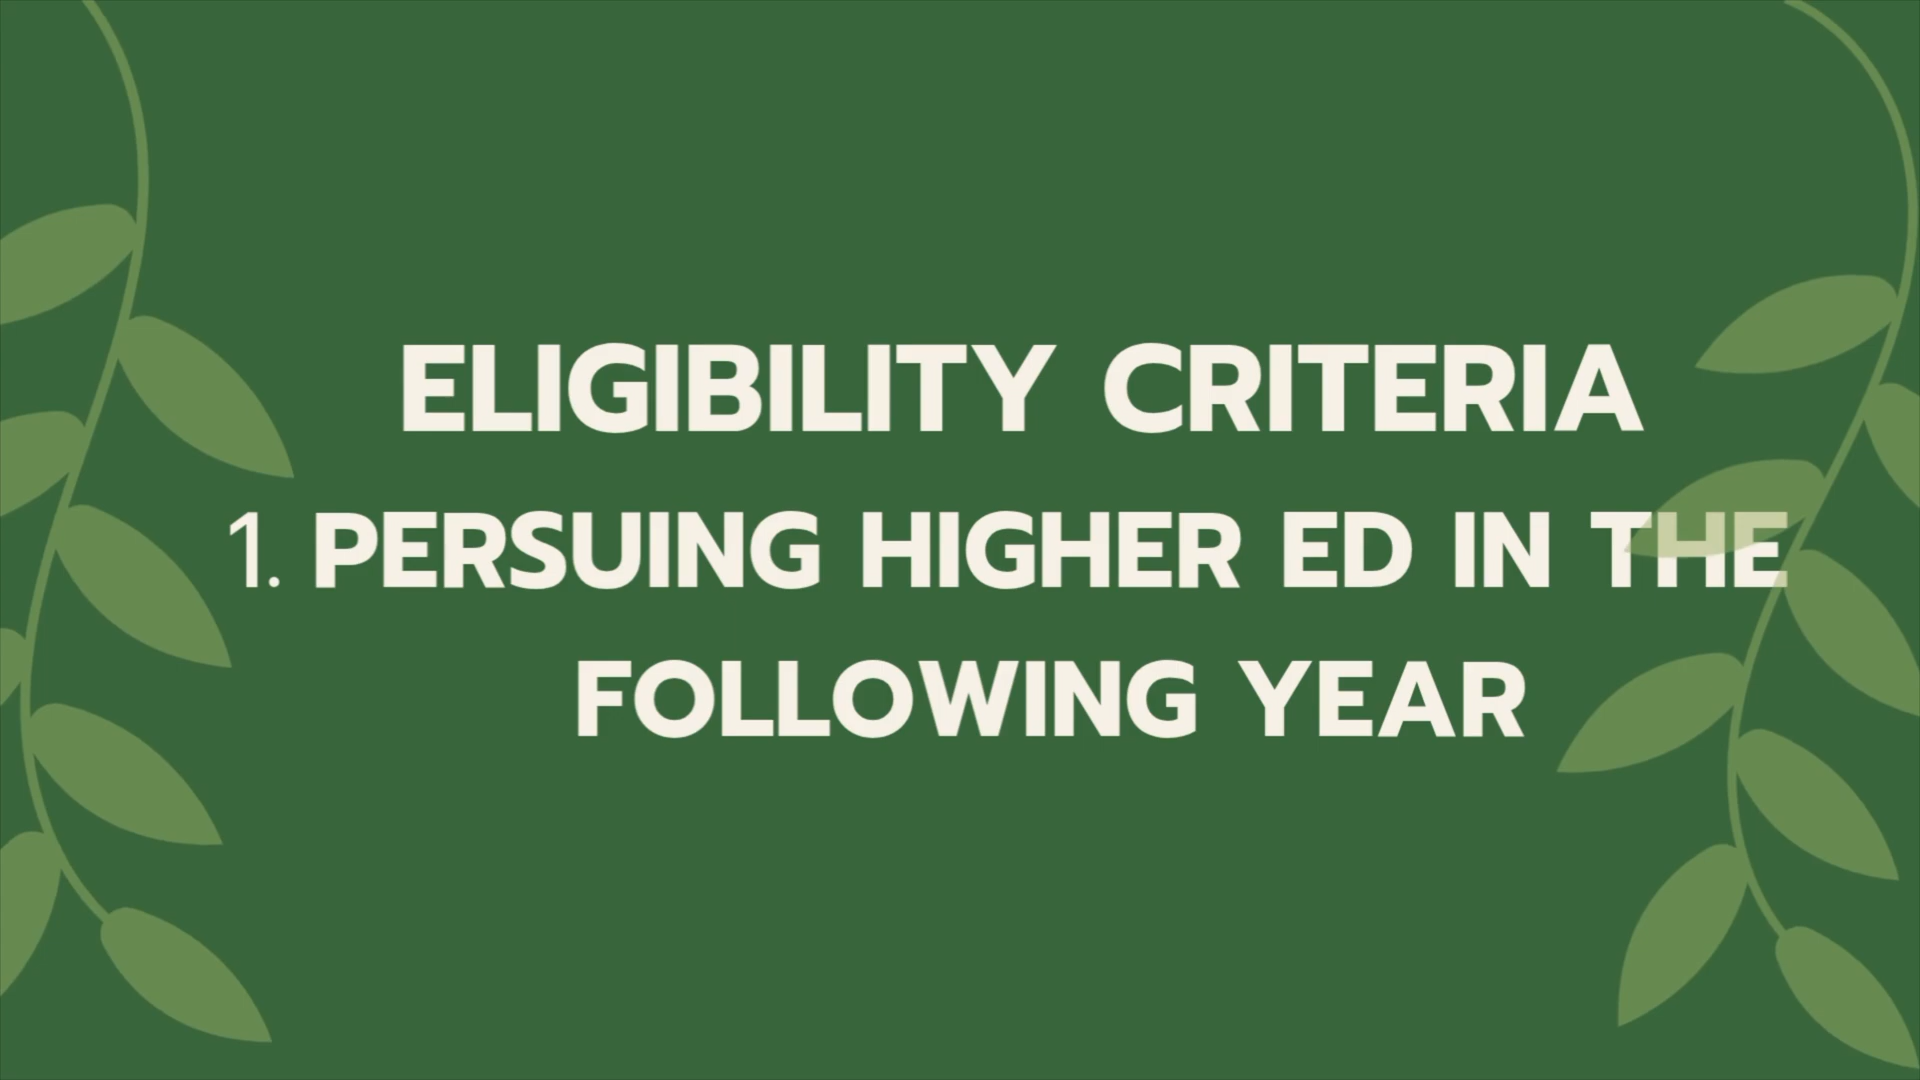 ELIGIBILITY CRITERIA
1. PERSUING HIGHER ED IN THE
FOLLOWING YEAR